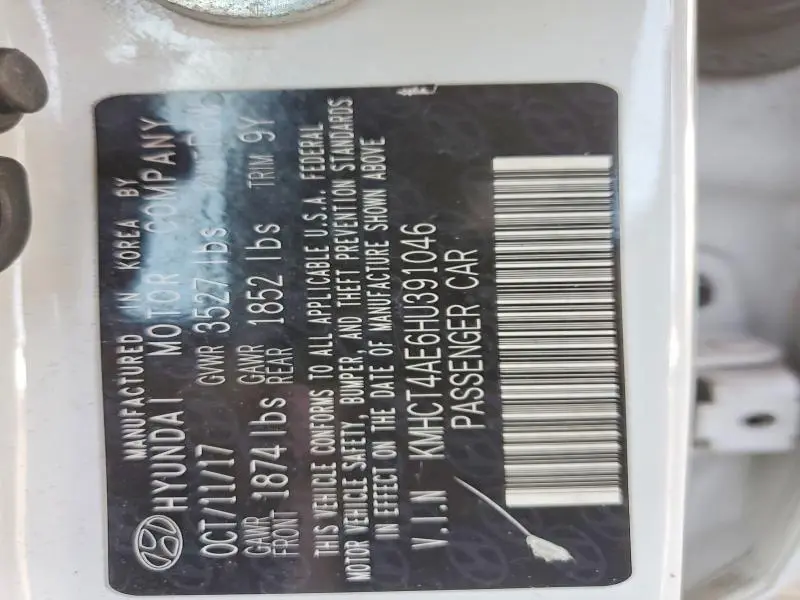 MANUFACTURED IN KOREA BY
HYUNDAI MOTOR COMPANY
OCT/11/17 GVWR 3527 lbs
GAWR FRONT 1874 lbs GAWR REAR 1852 lbs TRIM 9Y
THIS VEHICLE CONFORMS TO ALL APPLICABLE U.S.A. FEDERAL
MOTOR VEHICLE SAFETY, BUMPER, AND THEFT PREVENTION STANDARDS
IN EFFECT ON THE DATE OF MANUFACTURE SHOWN ABOVE
V.I.N KMHCT4AE6HU391046
PASSENGER CAR